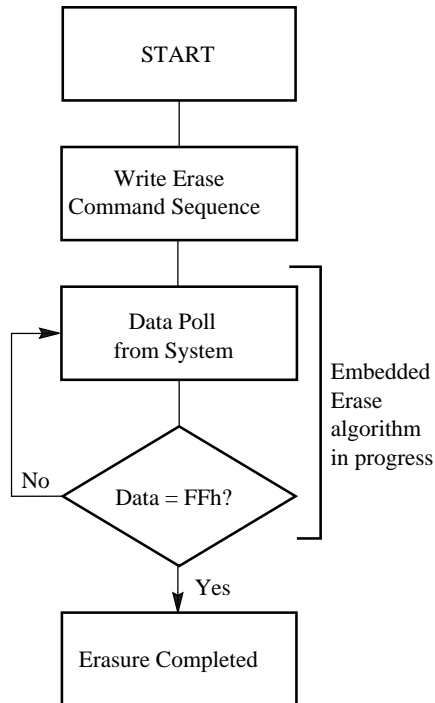 START
Write Erase
Command Sequence
Data Poll
from System
Embedded
Erase
algorithm
in progress
No
Data = FFh?
Yes
Erasure Completed